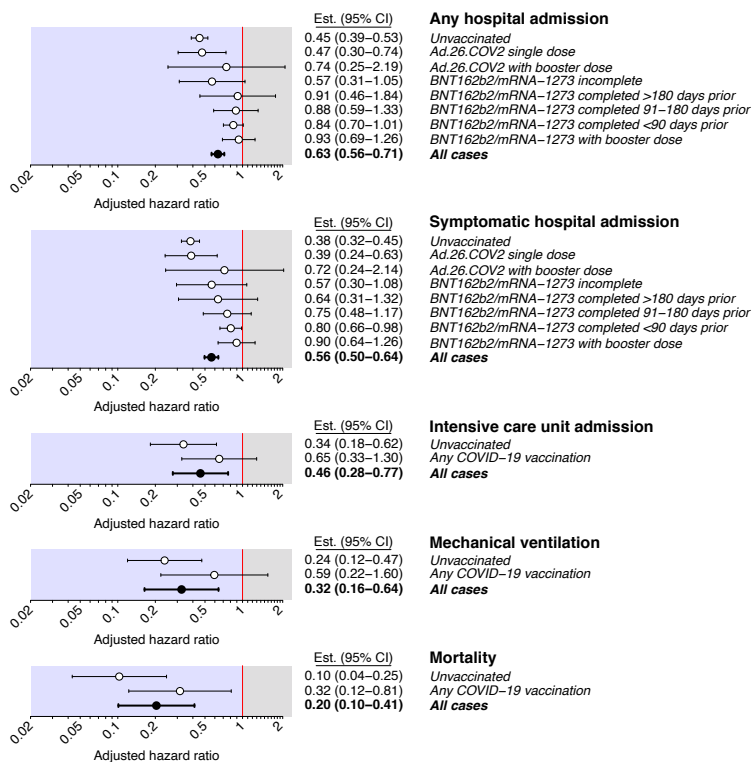 Est. (95% CI) Any hospital admission
0.45 (0.39−0.53) Unvaccinated
0.47 (0.30−0.74) Ad.26.COV2 single dose
0.74 (0.25−2.19) Ad.26.COV2 with booster dose
0.57 (0.31−1.05) BNT162b2/mRNA−1273 incomplete
0.91 (0.46−1.84) BNT162b2/mRNA−1273 completed >180 days prior
0.88 (0.59−1.33) BNT162b2/mRNA−1273 completed 91−180 days prior
0.84 (0.70−1.01) BNT162b2/mRNA−1273 completed <90 days prior
0.93 (0.69−1.26) BNT162b2/mRNA−1273 with booster dose
0.63 (0.56−0.71) All cases
0.02 0.05 0.1 0.2 0.5 1 2
Adjusted hazard ratio
Est. (95% CI) Symptomatic hospital admission
0.38 (0.32−0.45) Unvaccinated
0.39 (0.24−0.63) Ad.26.COV2 single dose
0.72 (0.24−2.14) Ad.26.COV2 with booster dose
0.57 (0.30−1.08) BNT162b2/mRNA−1273 incomplete
0.64 (0.31−1.32) BNT162b2/mRNA−1273 completed >180 days prior
0.75 (0.48−1.17) BNT162b2/mRNA−1273 completed 91−180 days prior
0.80 (0.66−0.98) BNT162b2/mRNA−1273 completed <90 days prior
0.90 (0.64−1.26) BNT162b2/mRNA−1273 with booster dose
0.56 (0.50−0.64) All cases
0.02 0.05 0.1 0.2 0.5 1 2
Adjusted hazard ratio
Est. (95% CI) Intensive care unit admission
0.34 (0.18−0.62) Unvaccinated
0.65 (0.33−1.30) Any COVID−19 vaccination
0.46 (0.28−0.77) All cases
0.02 0.05 0.1 0.2 0.5 1 2
Adjusted hazard ratio
Est. (95% CI) Mechanical ventilation
0.24 (0.12−0.47) Unvaccinated
0.59 (0.22−1.60) Any COVID−19 vaccination
0.32 (0.16−0.64) All cases
0.02 0.05 0.1 0.2 0.5 1 2
Adjusted hazard ratio
Est. (95% CI) Mortality
0.10 (0.04−0.25) Unvaccinated
0.32 (0.12−0.81) Any COVID−19 vaccination
0.20 (0.10−0.41) All cases
0.02 0.05 0.1 0.2 0.5 1 2
Adjusted hazard ratio